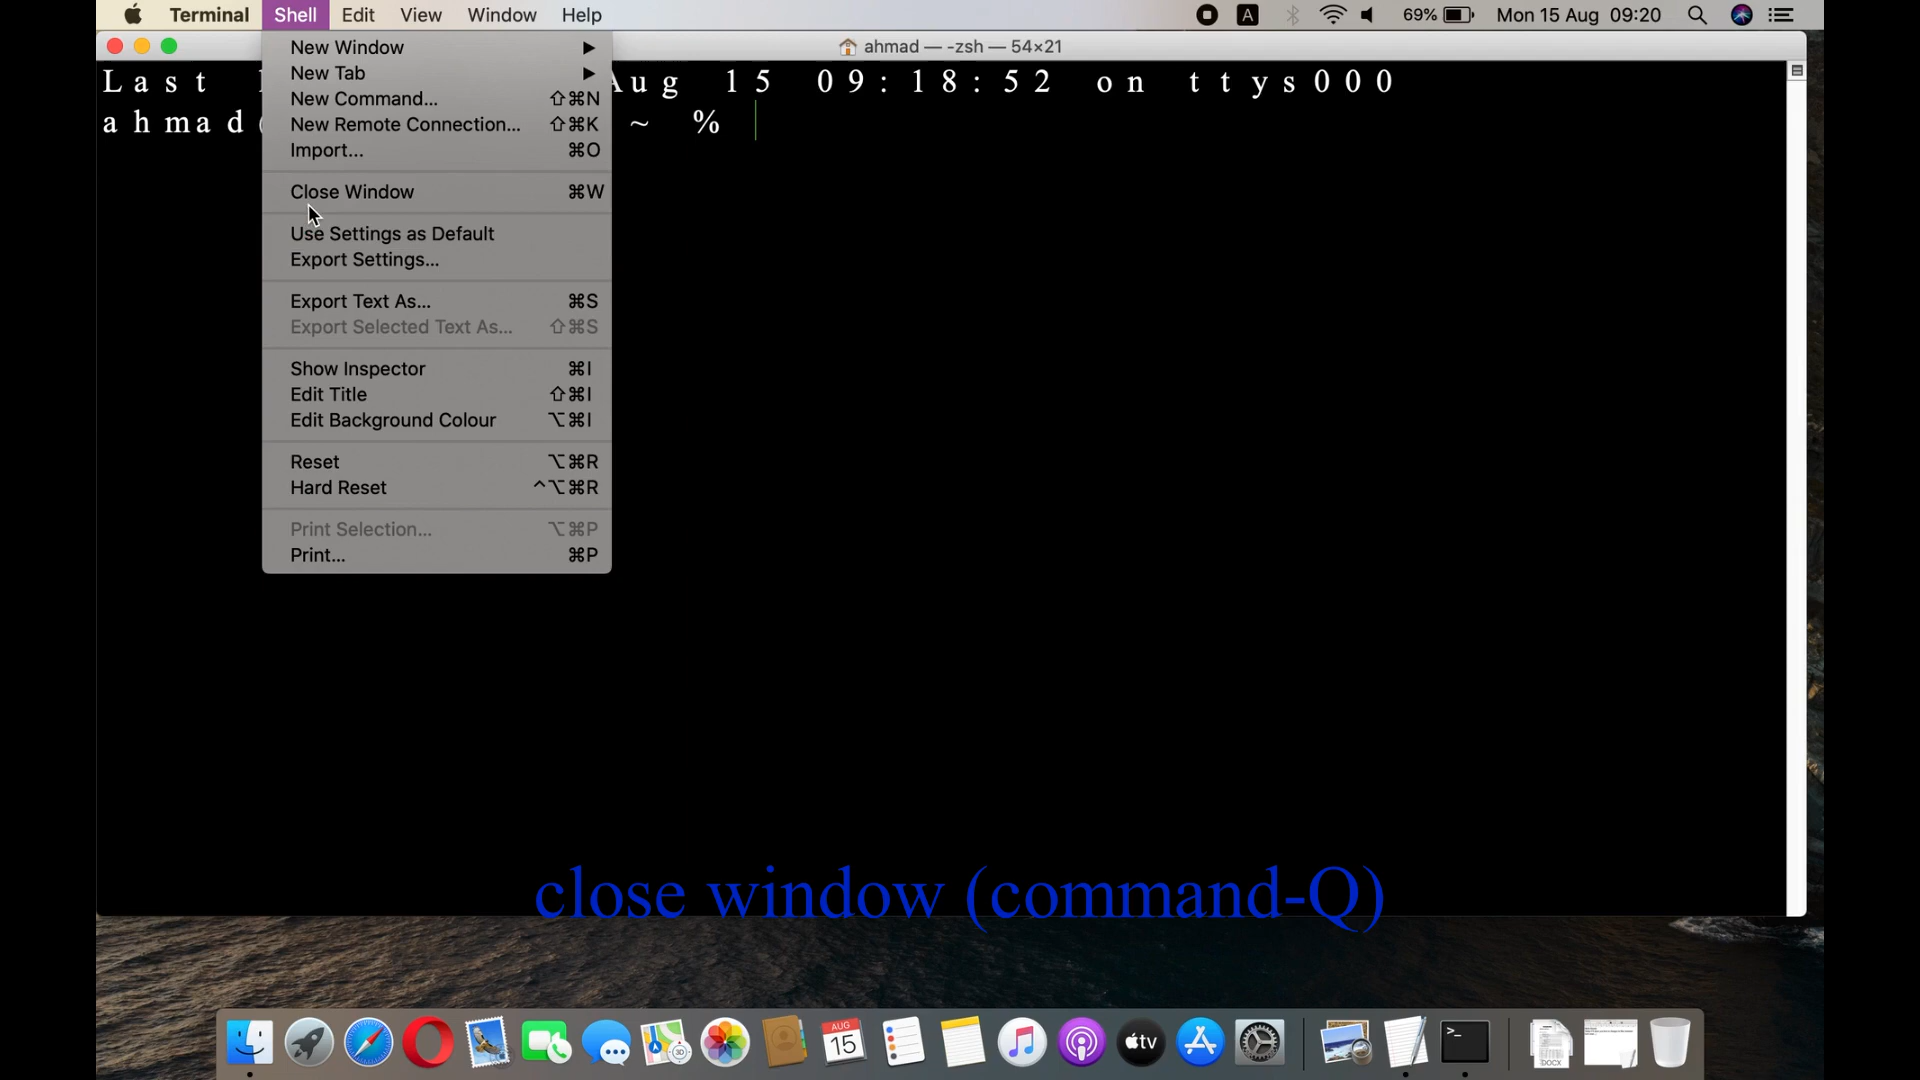 Terminal Shell Edit View Window Help A 69% Mon 15 Aug 09:20
ahmad — -zsh — 54×21
Last Aug 15 09:18:52 on ttys000
ahmad ~ %
New Window ▶
New Tab ▶
New Command... ⇧⌘N
New Remote Connection... ⇧⌘K
Import... ⌘O
Close Window ⌘W
Use Settings as Default
Export Settings...
Export Text As... ⌘S
Export Selected Text As... ⇧⌘S
Show Inspector ⌘I
Edit Title ⇧⌘I
Edit Background Colour ⌥⌘I
Reset ⌥⌘R
Hard Reset ^⌥⌘R
Print Selection... ⌥⌘P
Print... ⌘P
close window (command-Q)
AUG
15
tv
>_
DOCX